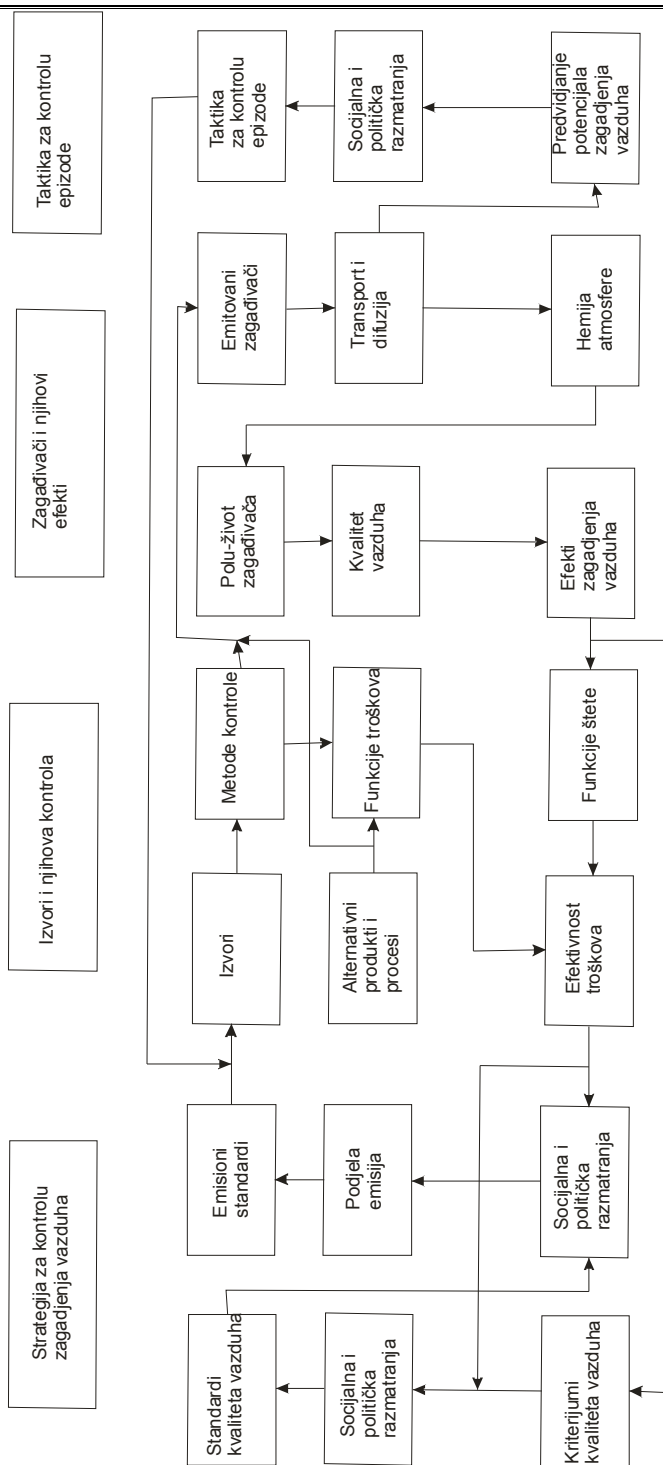 Strategija za kontrolu
zagadjenja vazduha
Izvori i njihova kontrola
Zagađivači i njihovi
efekti
Taktika za kontrolu
epizode
Standardi
kvaliteta vazduha
Emisioni
standardi
Izvori
Metode kontrole
Polu-život
zagađivača
Emitovani
zagađivači
Taktika
za kontrolu
epizode
Socijalna i
politička
razmatranja
Podjela
emisija
Alternativni
produkti i
procesi
Funkcije troškova
Kvalitet
vazduha
Transport i
difuzija
Socijalna i
politička
razmatranja
Kriterijumi
kvaliteta vazduha
Socijalna i
politička
razmatranja
Efektivnost
troškova
Funkcije štete
Efekti
zagadjenja
vazduha
Hemija
atmosfere
Predvidjanje
potencijala
zagadjenja
vazduha